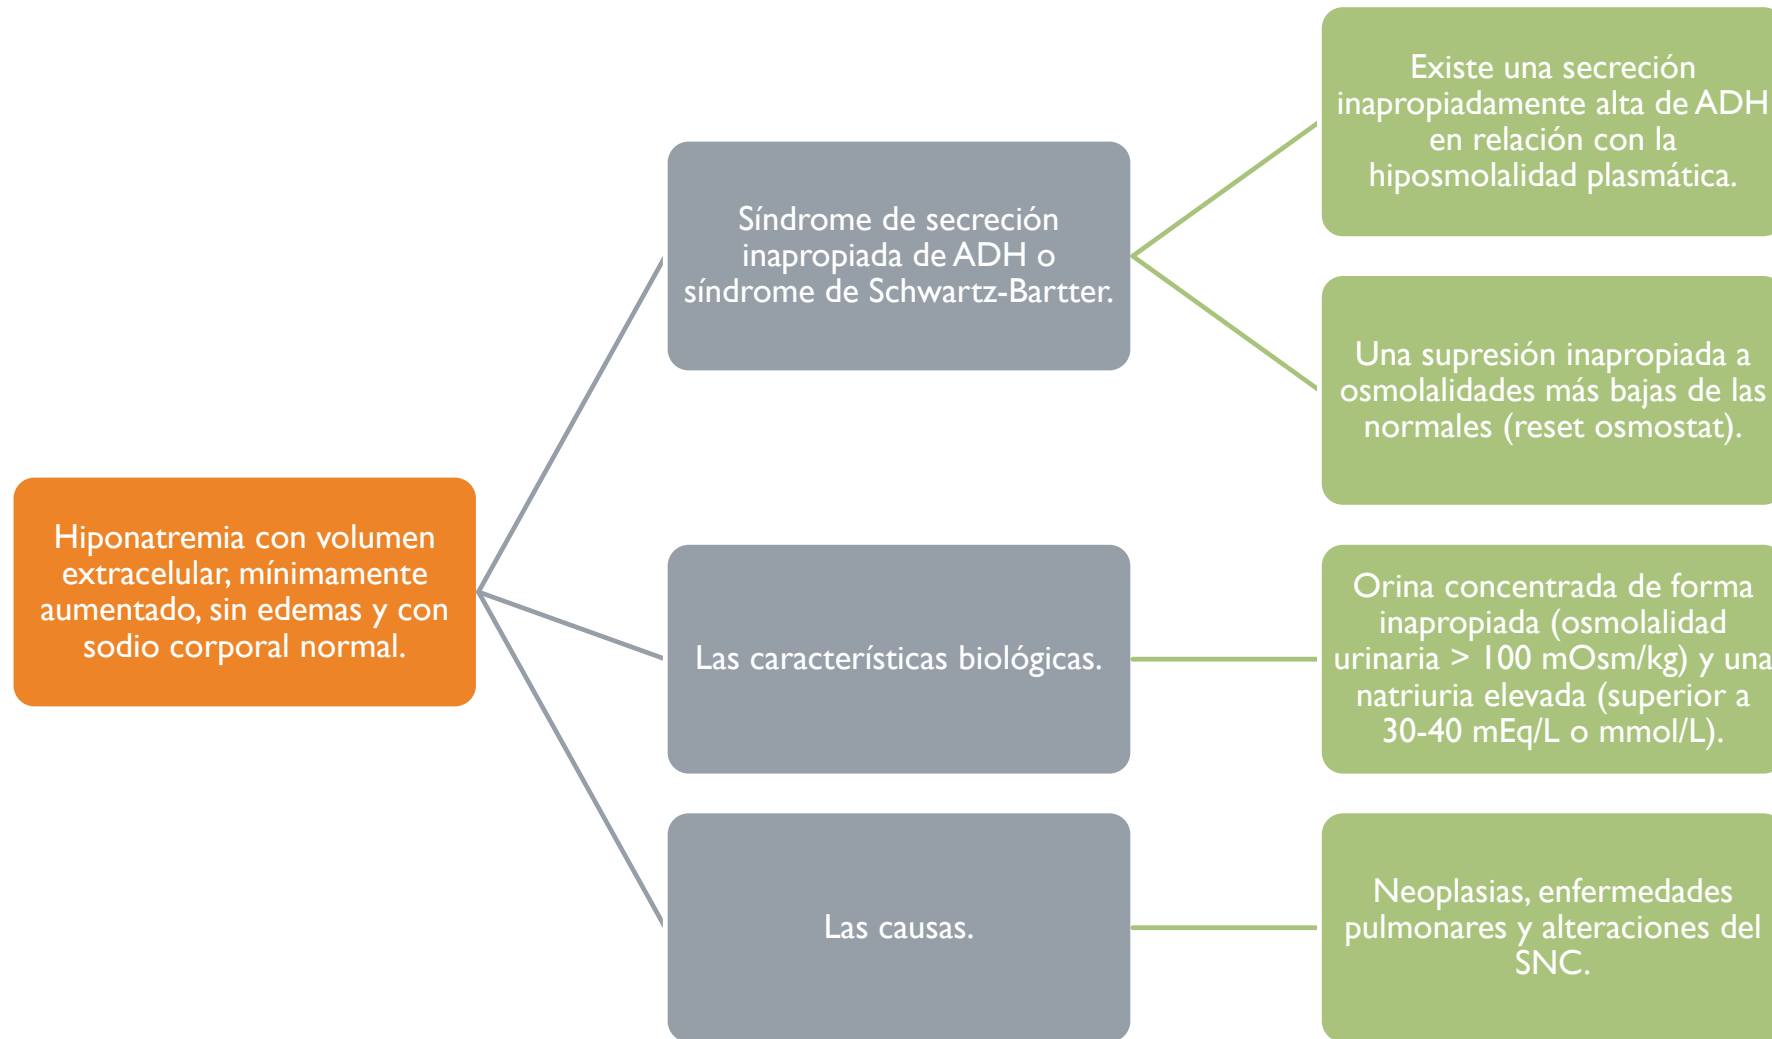 Hiponatremia con volumen
extracelular, mínimamente
aumentado, sin edemas y con
sodio corporal normal.
Síndrome de secreción
inapropiada de ADH o
síndrome de Schwartz-Bartter.
Existe una secreción
inapropiadamente alta de ADH
en relación con la
hiposmolalidad plasmática.
Una supresión inapropiada a
osmolalidades más bajas de las
normales (reset osmostat).
Las características biológicas.
Orina concentrada de forma
inapropiada (osmolalidad
urinaria > 100 mOsm/kg) y una
natriuria elevada (superior a
30-40 mEq/L o mmol/L).
Las causas.
Neoplasias, enfermedades
pulmonares y alteraciones del
SNC.